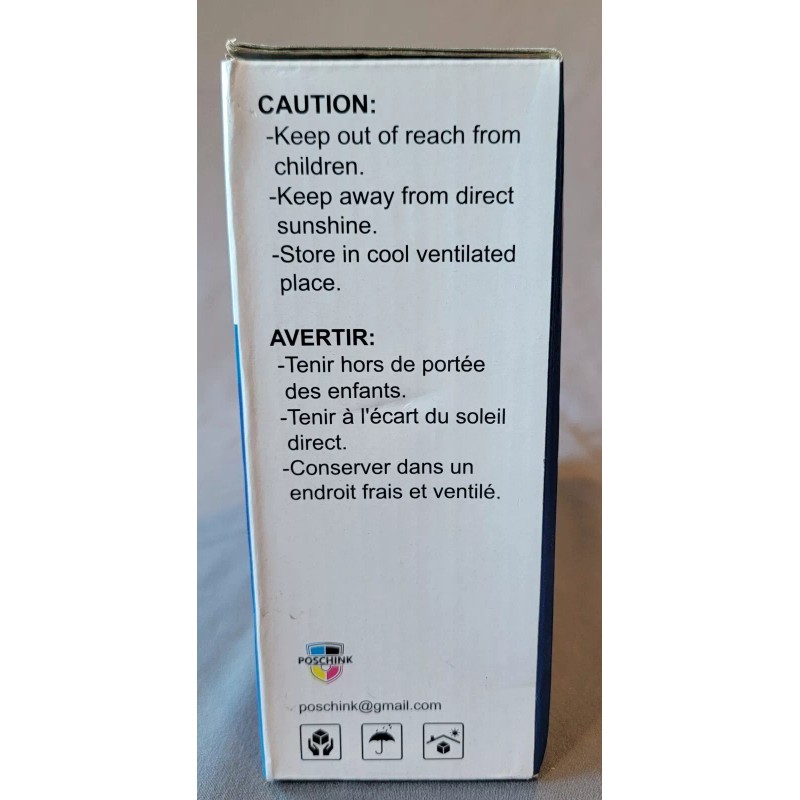 CAUTION:
-Keep out of reach from
children.
-Keep away from direct
sunshine.
-Store in cool ventilated
place.
AVERTIR:
-Tenir hors de portée
des enfants.
-Tenir à l'écart du soleil
direct.
-Conserver dans un
endroit frais et ventilé.
POSCHINK
poschink@gmail.com